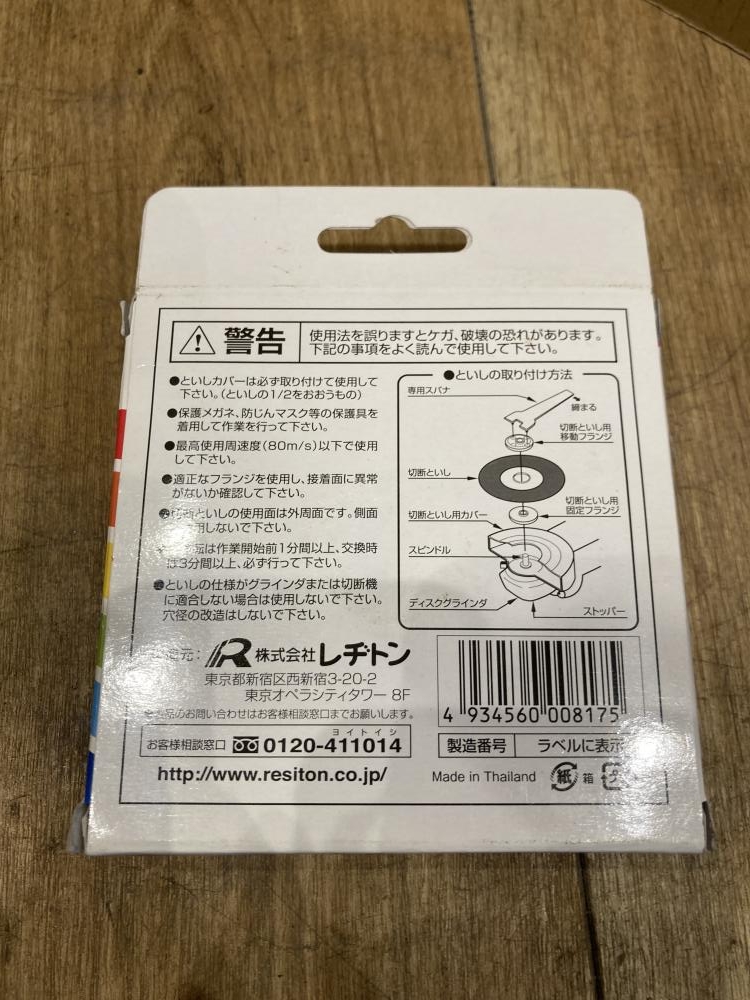 警告
使用法を誤りますとケガ、破壊の恐れがあります。
下記の事項をよく読んで使用して下さい。
●といしカバーは必ず取り付けて使用して
下さい。(といしの1/2をおおうもの)
●保護メガネ、防じんマスク等の保護具を
着用して作業を行って下さい。
●最高使用周速度(80m/s)以下で使用
して下さい。
●適正なフランジを使用し、接着面に異常
がないか確認して下さい。
断といしの使用面は外周面です。側面
用しないで下さい。
転は作業開始前1分間以上、交換時
は3分間以上、必ず行って下さい。
●といしの仕様がグラインダまたは切断機
に適合しない場合は使用しないで下さい。
穴径の改造はしないで下さい。
●といしの取り付け方法
専用スパナ
締まる
切断といし用
移動フランジ
切断といし
切断といし用
固定フランジ
切断といし用カバー
スピンドル
ディスクグラインダ
ストッパー
元:
株式会社レヂトン
東京都新宿区西新宿3-20-2
東京オペラシティタワー 8F
品のお問い合わせはお客様相談窓口までお願いします。
ヨイトイシ
お客様相談窓口 0120-411014
http://www.resiton.co.jp/
4 934560 008175
製造番号 ラベルに表示
Made in Thailand
紙 箱